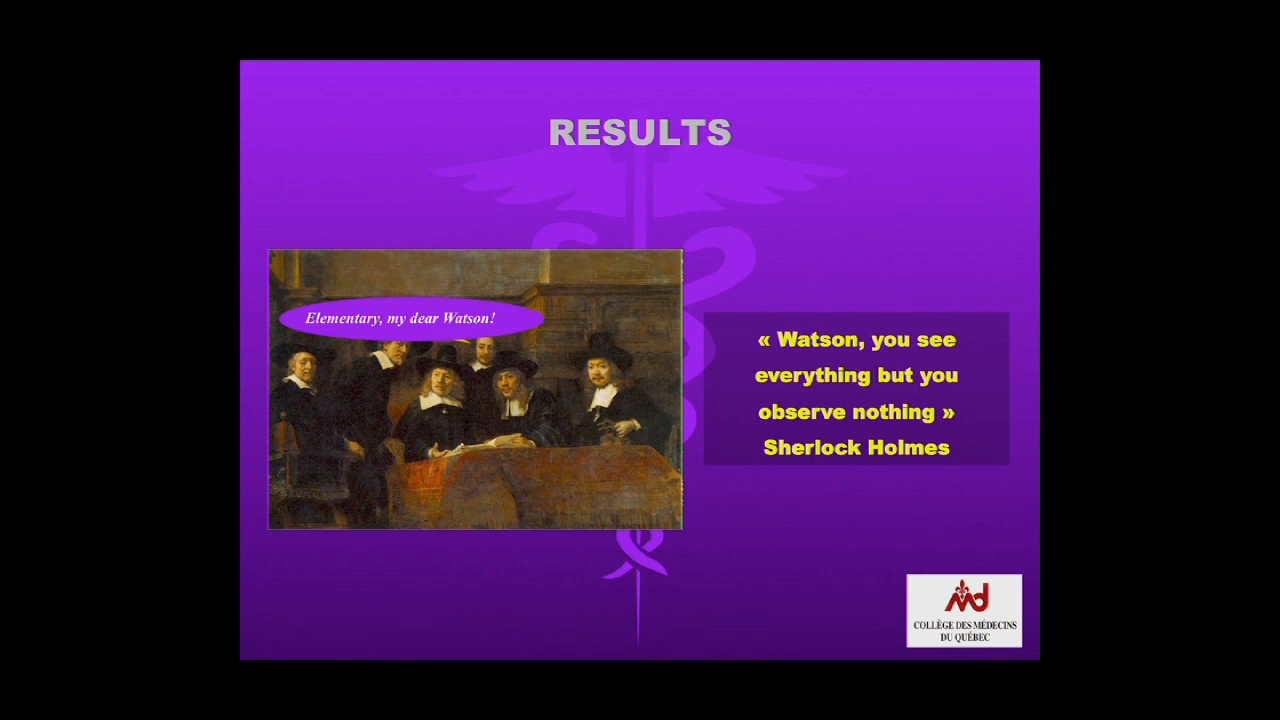 RESULTS
Elementary, my dear Watson!
« Watson, you see
everything but you
observe nothing »
Sherlock Holmes
Md
COLLÈGE DES MÉDECINS
DU QUÉBEC